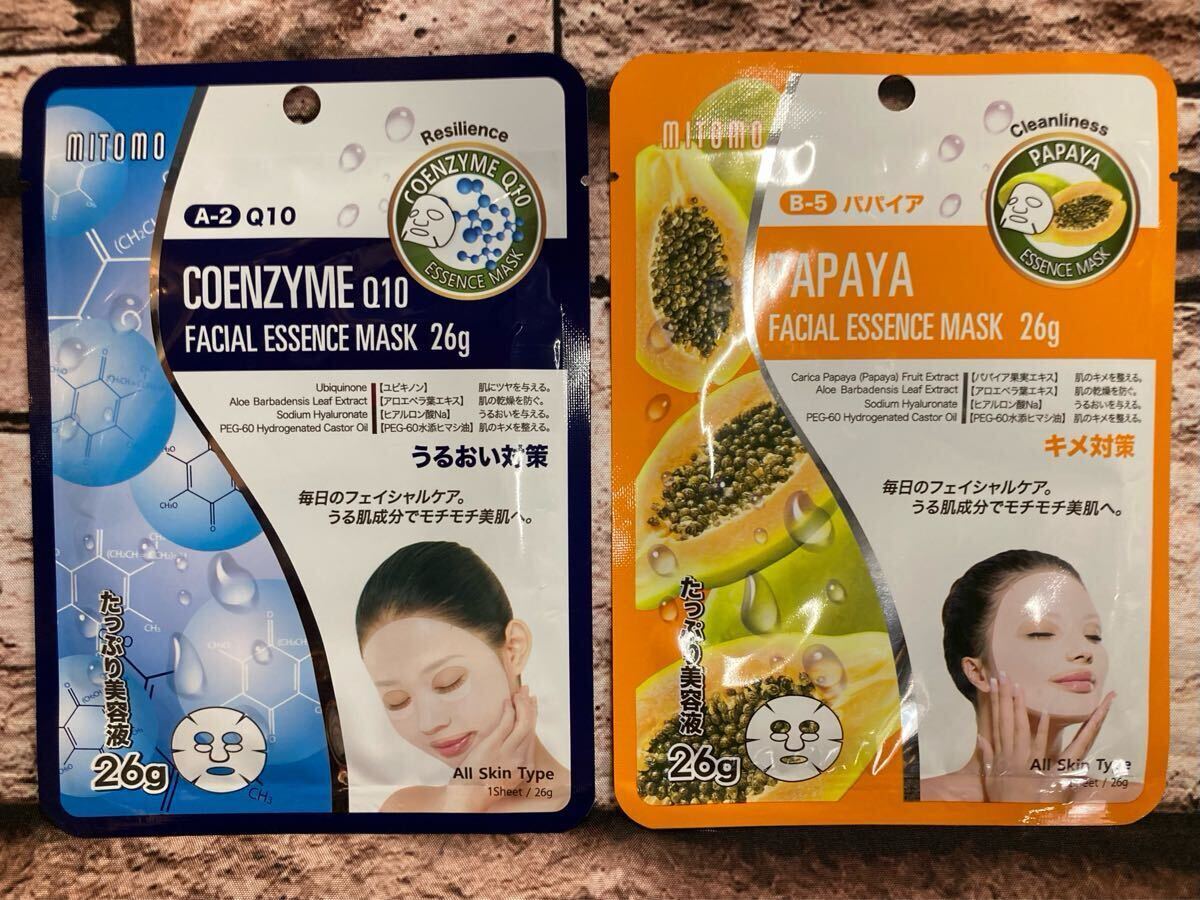 MITOMO
Resilience
COENZYME Q10
ESSENCE MASK
A-2 Q10
COENZYME Q10
FACIAL ESSENCE MASK 26g
Ubiquinone 【ユビキノン】 肌にツヤを与える。
Aloe Barbadensis Leaf Extract 【アロエベラ葉エキス】 肌の乾燥を防ぐ。
Sodium Hyaluronate 【ヒアルロン酸Na】 うるおいを与える。
PEG-60 Hydrogenated Castor Oil 【PEG-60水添ヒマシ油】 肌のキメを整える。
うるおい対策
毎日のフェイシャルケア。
うる肌成分でモチモチ美肌へ。
たっぷり美容液
26g
All Skin Type
1Sheet / 26g
CH3
CH3O
CH3
MITOMO
Cleanliness
PAPAYA
ESSENCE MASK
B-5 パパイア
PAPAYA
FACIAL ESSENCE MASK 26g
Carica Papaya (Papaya) Fruit Extract 【パパイア果実エキス】 肌のキメを整える。
Aloe Barbadensis Leaf Extract 【アロエベラ葉エキス】 肌の乾燥を防ぐ。
Sodium Hyaluronate 【ヒアルロン酸Na】 うるおいを与える。
PEG-60 Hydrogenated Castor Oil 【PEG-60水添ヒマシ油】 肌のキメを整える。
キメ対策
毎日のフェイシャルケア。
うる肌成分でモチモチ美肌へ。
たっぷり美容液
26g
All Skin Type
1Sheet / 26g